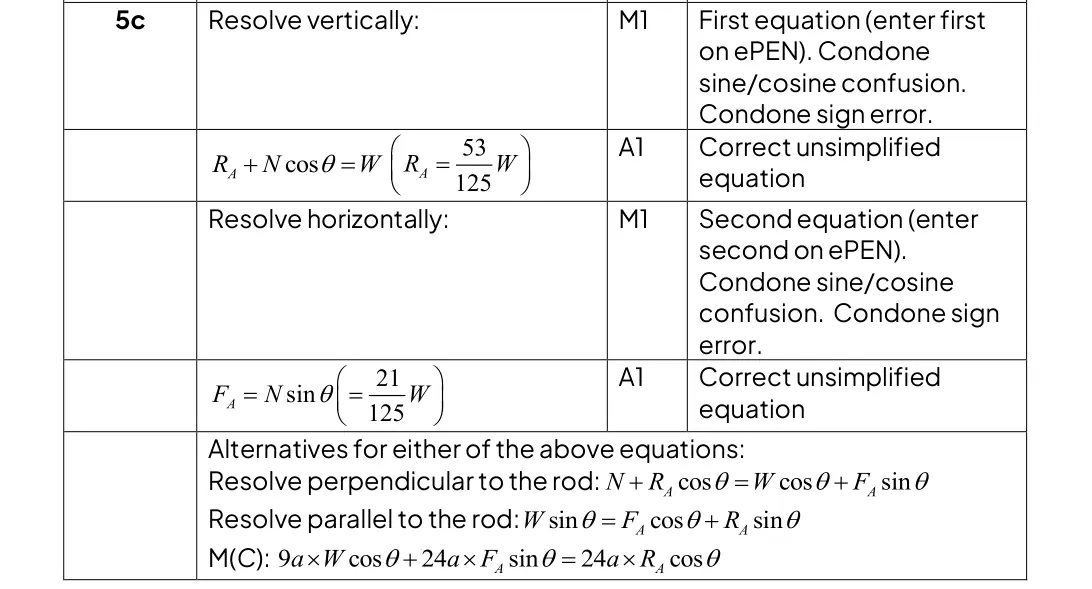 5c Resolve vertically: M1 First equation (enter first
on ePEN). Condone
sine/cosine confusion.
Condone sign error.
R_A + N cos θ = W (R_A = 53/125 W) A1 Correct unsimplified
equation
Resolve horizontally: M1 Second equation (enter
second on ePEN).
Condone sine/cosine
confusion. Condone sign
error.
F_A = N sin θ (= 21/125 W) A1 Correct unsimplified
equation
Alternatives for either of the above equations:
Resolve perpendicular to the rod: N + R_A cos θ = W cos θ + F_A sin θ
Resolve parallel to the rod: W sin θ = F_A cos θ + R_A sin θ
M(C): 9a × W cos θ + 24a × F_A sin θ = 24a × R_A cos θ